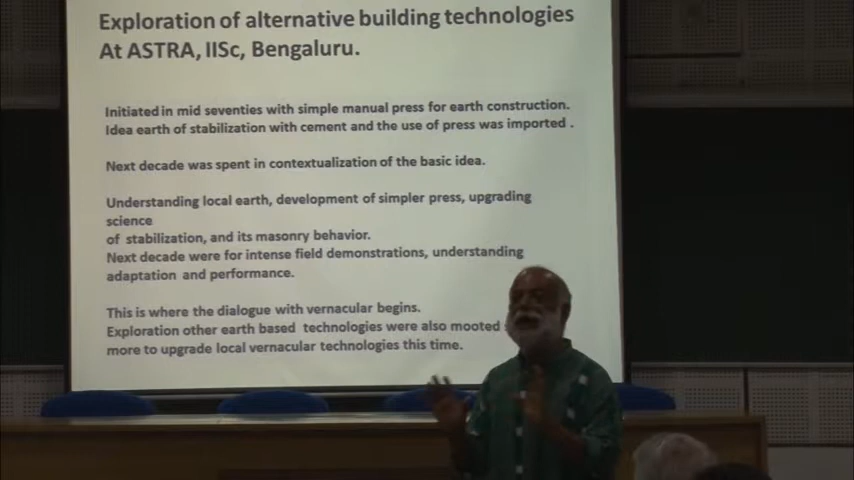 Exploration of alternative building technologies
At ASTRA, IISc, Bengaluru.
Initiated in mid seventies with simple manual press for earth construction.
Idea earth of stabilization with cement and the use of press was imported .
Next decade was spent in contextualization of the basic idea.
Understanding local earth, development of simpler press, upgrading
science
of stabilization, and its masonry behavior.
Next decade were for intense field demonstrations, understanding
adaptation and performance.
This is where the dialogue with vernacular begins.
Exploration other earth based technologies were also mooted
more to upgrade local vernacular technologies this time.